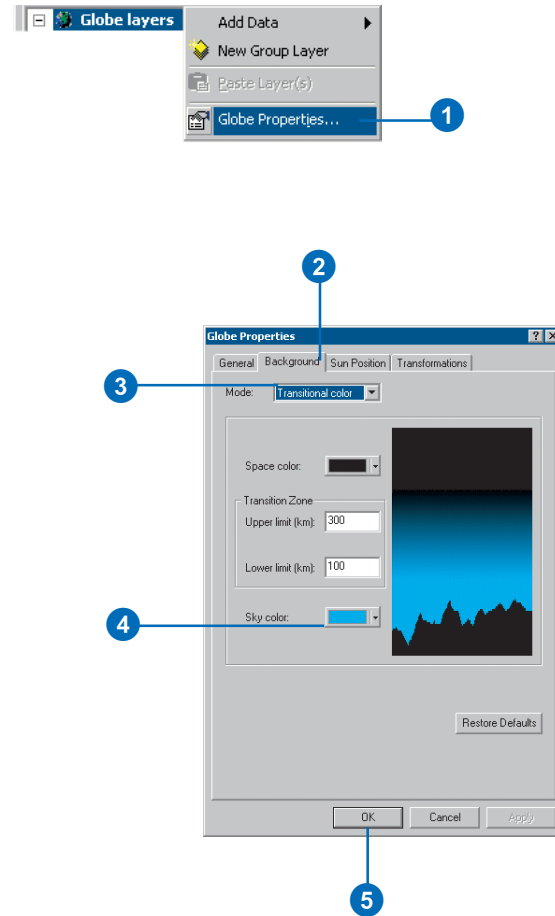 Globe layers
Add Data
New Group Layer
Paste Layer(s)
Globe Properties...
1
2
Globe Properties
General Background Sun Position Transformations
3
Mode: Transitional color
Space color:
Transition Zone
Upper limit (km): 300
Lower limit (km): 100
4
Sky color:
Restore Defaults
OK Cancel Apply
5